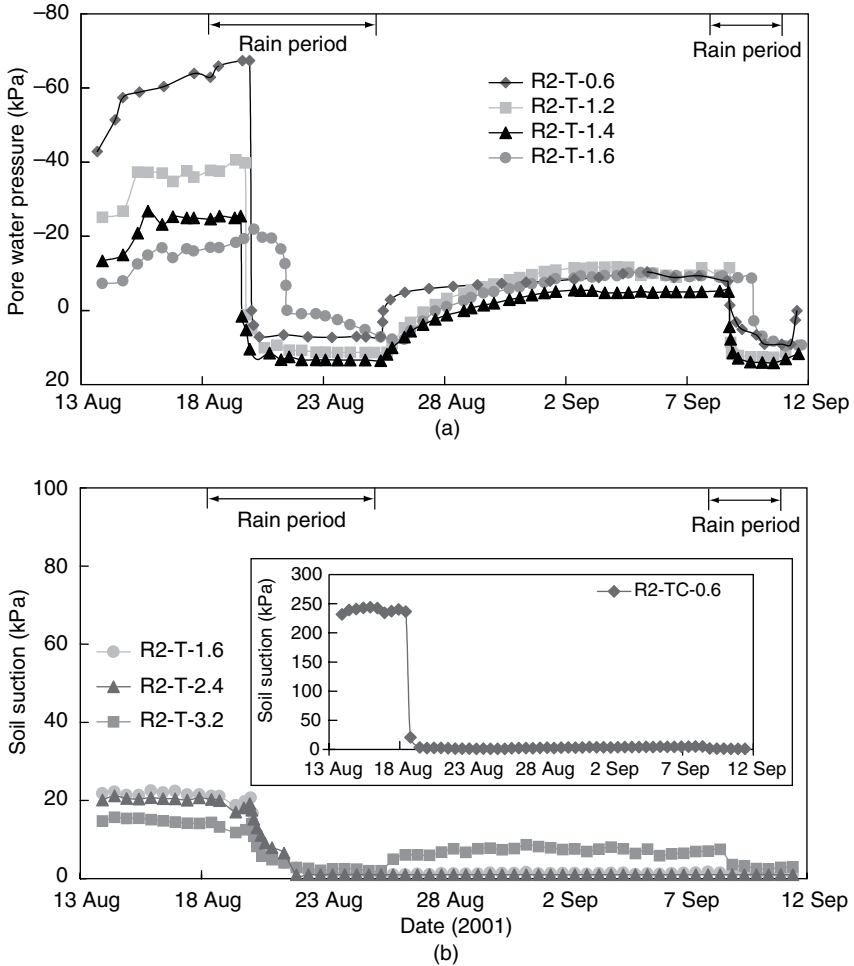 –80
–60
–40
–20
0
20
Pore water pressure (kPa)
Rain period
Rain period
R2-T-0.6
R2-T-1.2
R2-T-1.4
R2-T-1.6
13 Aug 18 Aug 23 Aug 28 Aug 2 Sep 7 Sep 12 Sep
(a)
100
80
60
40
20
0
Soil suction (kPa)
Rain period
Rain period
R2-T-1.6
R2-T-2.4
R2-T-3.2
300
250
200
150
100
50
0
Soil suction (kPa)
R2-TC-0.6
13 Aug 18 Aug 23 Aug 28 Aug 2 Sep 7 Sep 12 Sep
13 Aug 18 Aug 23 Aug 28 Aug 2 Sep 7 Sep 12 Sep
Date (2001)
(b)